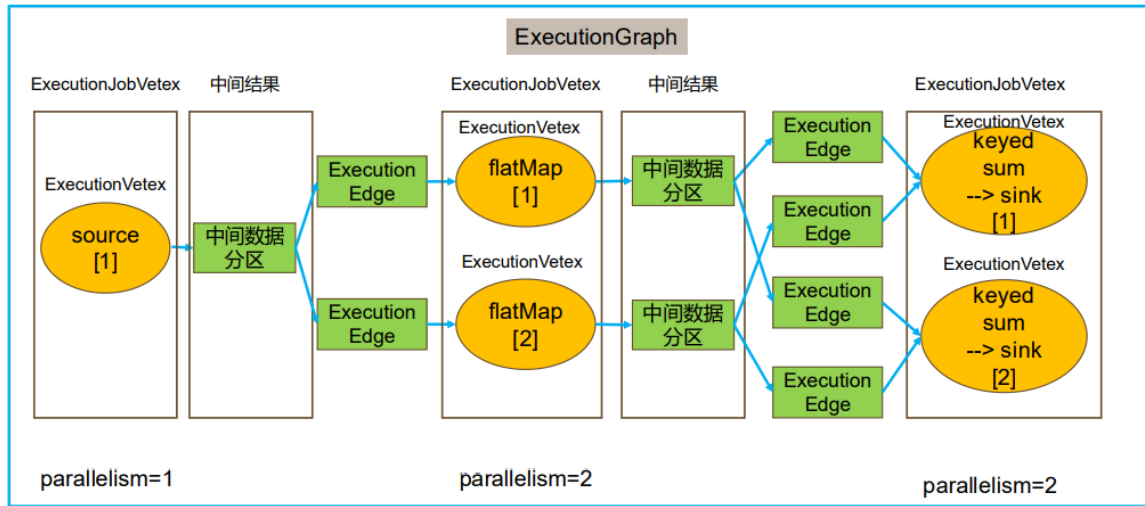 ExecutionGraph
ExecutionJobVetex
中间结果
ExecutionJobVetex
中间结果
ExecutionJobVetex
ExecutionVetex
source
[1]
中间数据
分区
Execution
Edge
Execution
Edge
ExecutionVetex
flatMap
[1]
ExecutionVetex
flatMap
[2]
中间数据
分区
中间数据
分区
Execution
Edge
Execution
Edge
Execution
Edge
Execution
Edge
ExecutionVetex
keyed
sum
--> sink
[1]
ExecutionVetex
keyed
sum
--> sink
[2]
parallelism=1
parallelism=2
parallelism=2